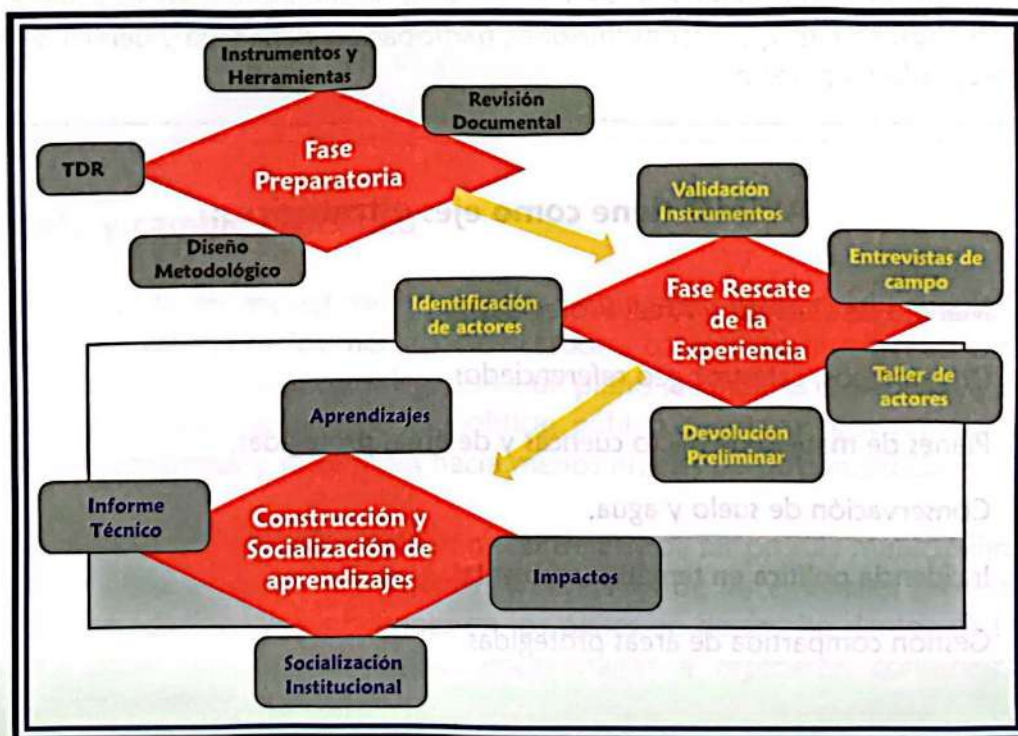 Instrumentos y
Herramientas
Revisión
Documental
Fase
Preparatoria
TDR
Diseño
Metodológico
Validación
Instrumentos
Entrevistas de
campo
Identificación
de actores
Fase Rescate
de la
Experiencia
Taller de
actores
Devolución
Preliminar
Aprendizajes
Informe
Técnico
Construcción y
Socialización de
aprendizajes
Impactos
Socialización
Institucional
Planes de
Conservación de suelo y agua.
Gestión compartida de áreas protegidas